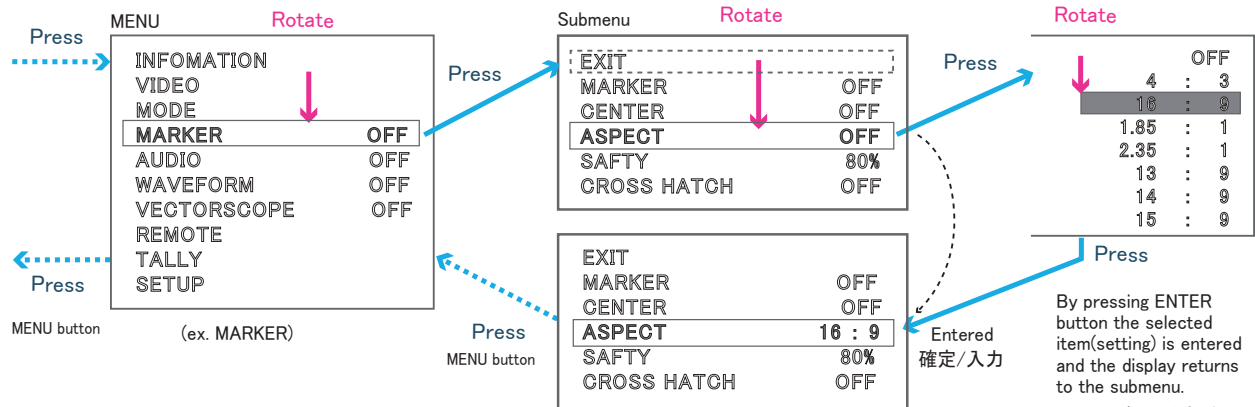 MENU
Rotate
Press
INFOMATION
VIDEO
MODE
MARKER OFF
AUDIO OFF
WAVEFORM OFF
VECTORSCOPE OFF
REMOTE
TALLY
SETUP
Press
MENU button
(ex. MARKER)
Press
Submenu
Rotate
EXIT
MARKER OFF
CENTER OFF
ASPECT OFF
SAFTY 80%
CROSS HATCH OFF
Press
Rotate
OFF
4 : 3
16 : 9
1.85 : 1
2.35 : 1
13 : 9
14 : 9
15 : 9
Press
EXIT
MARKER OFF
CENTER OFF
ASPECT 16 : 9
SAFTY 80%
CROSS HATCH OFF
Press
MENU button
Entered
確定/入力
By pressing ENTER
button the selected
item(setting) is entered
and the display returns
to the submenu.